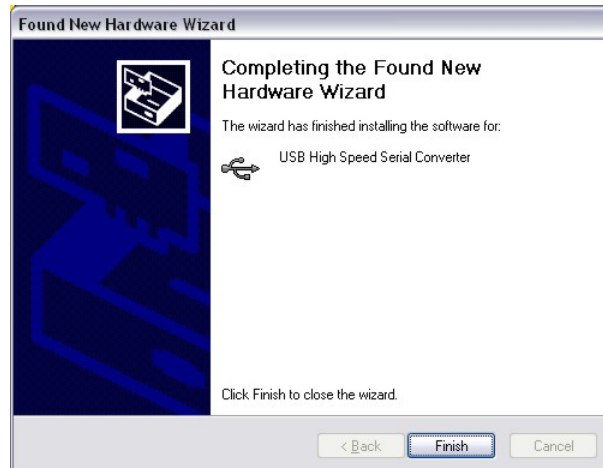 Found New Hardware Wizard
Completing the Found New
Hardware Wizard
The wizard has finished installing the software for:
USB High Speed Serial Converter
Click Finish to close the wizard.
< Back
Finish
Cancel